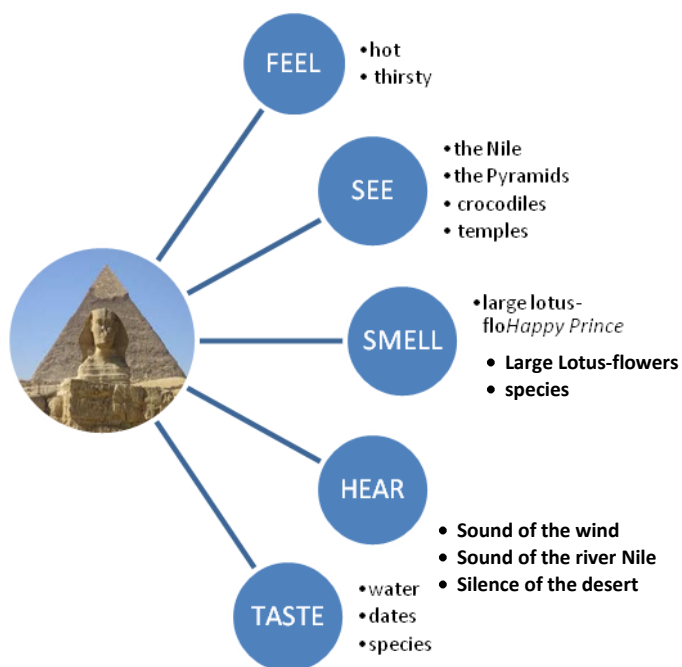 FEEL
•hot
• thirsty
SEE
•the Nile
•the Pyramids
• crocodiles
• temples
SMELL
•large lotus-
floHappy Prince
• Large Lotus-flowers
• species
HEAR
• Sound of the wind
• Sound of the river Nile
• Silence of the desert
TASTE
•water
•dates
•species